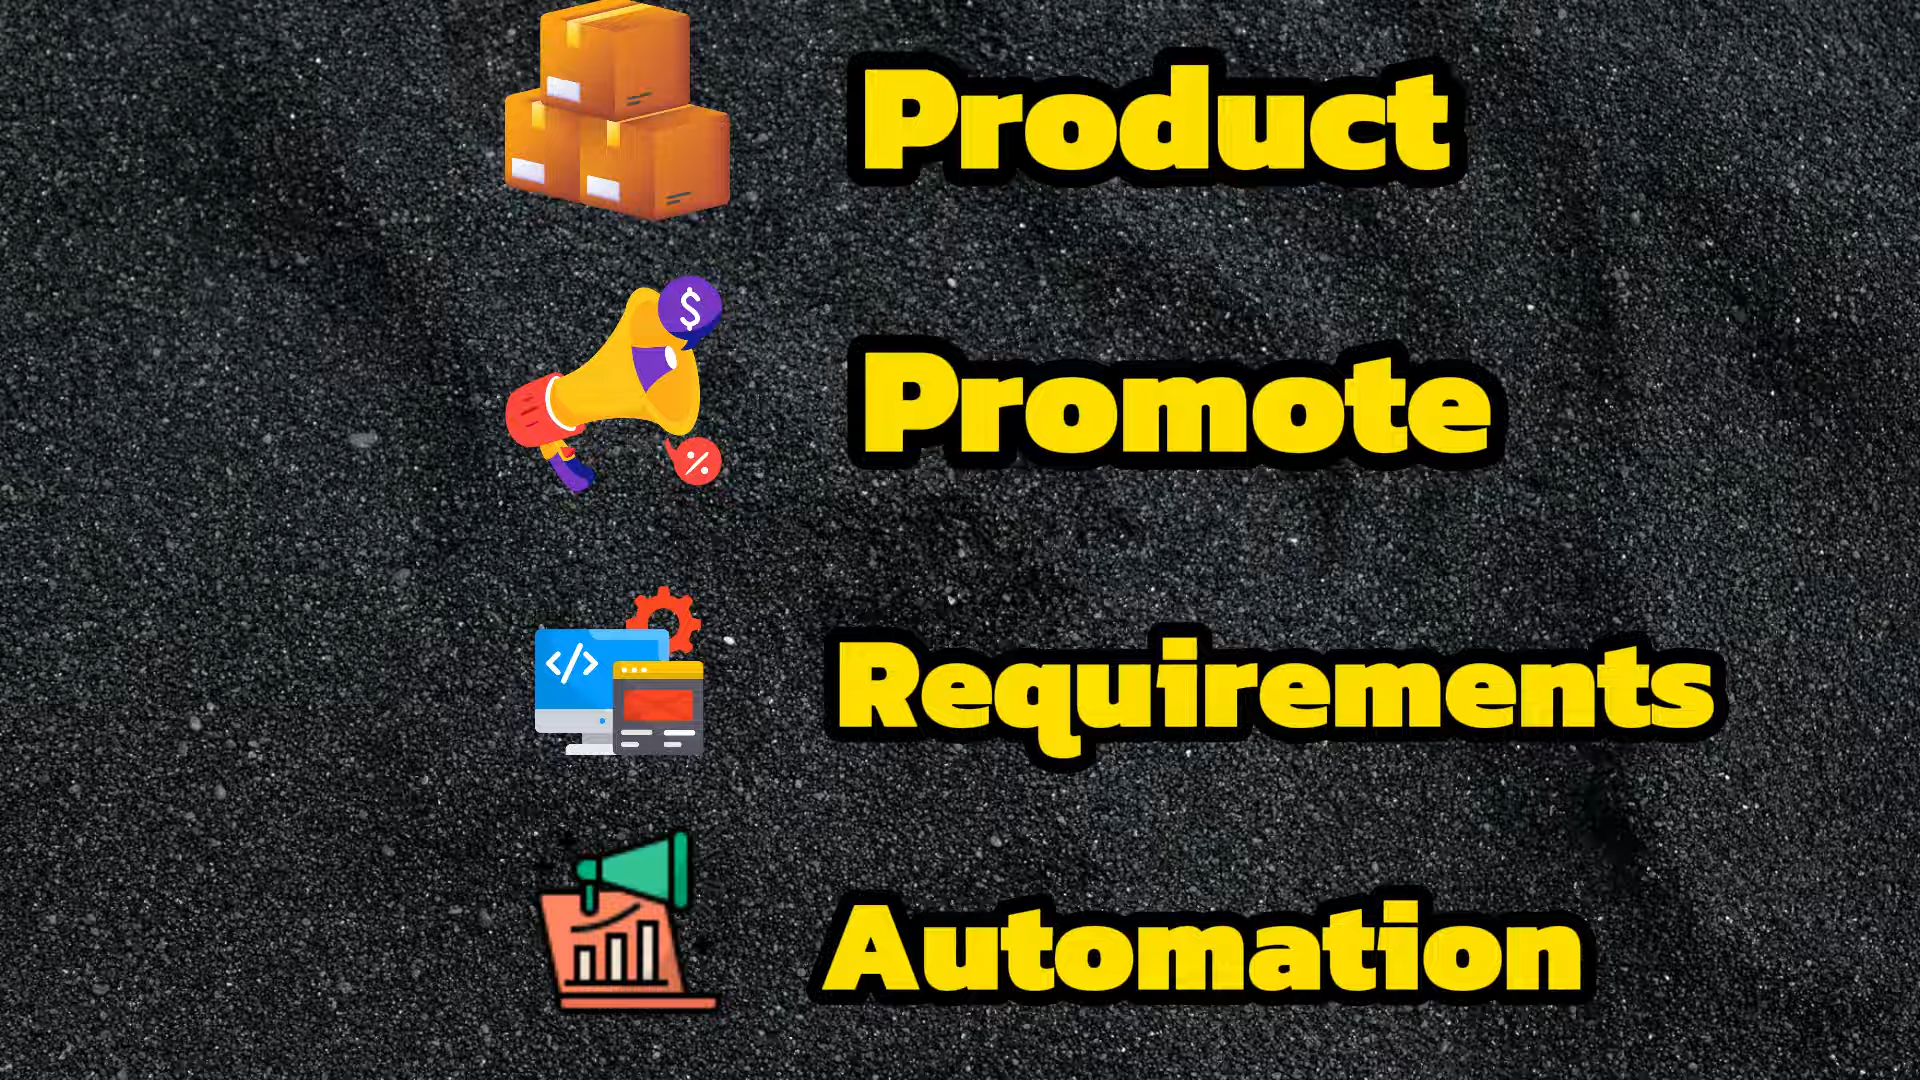 Product
$
Promote
%
</>
Requirements
Automation